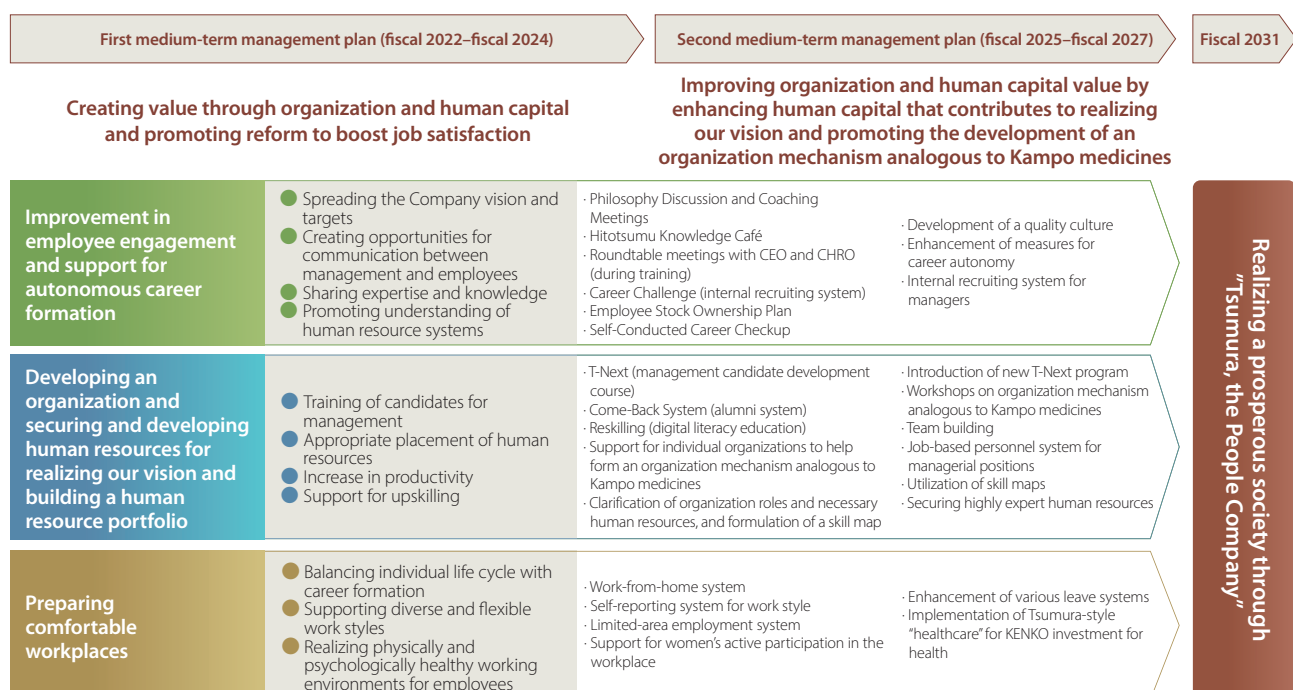 First medium-term management plan (fiscal 2022–fiscal 2024)
Second medium-term management plan (fiscal 2025–fiscal 2027)
Fiscal 2031
Creating value through organization and human capital
and promoting reform to boost job satisfaction
Improving organization and human capital value by
enhancing human capital that contributes to realizing
our vision and promoting the development of an
organization mechanism analogous to Kampo medicines
Improvement in
employee engagement
and support for
autonomous career
formation
● Spreading the Company vision and
targets
● Creating opportunities for
communication between
management and employees
● Sharing expertise and knowledge
● Promoting understanding of
human resource systems
· Philosophy Discussion and Coaching
Meetings
· Hitotsumu Knowledge Café
· Roundtable meetings with CEO and CHRO
(during training)
· Career Challenge (internal recruiting system)
· Employee Stock Ownership Plan
· Self-Conducted Career Checkup
· Development of a quality culture
· Enhancement of measures for
career autonomy
· Internal recruiting system for
managers
Developing an
organization and
securing and developing
human resources for
realizing our vision and
building a human
resource portfolio
● Training of candidates for
management
● Appropriate placement of human
resources
● Increase in productivity
● Support for upskilling
· T-Next (management candidate development
course)
· Come-Back System (alumni system)
· Reskilling (digital literacy education)
· Support for individual organizations to help
form an organization mechanism analogous to
Kampo medicines
· Clarification of organization roles and necessary
human resources, and formulation of a skill map
· Introduction of new T-Next program
· Workshops on organization mechanism
analogous to Kampo medicines
· Team building
· Job-based personnel system for
managerial positions
· Utilization of skill maps
· Securing highly expert human resources
Preparing
comfortable
workplaces
● Balancing individual life cycle with
career formation
● Supporting diverse and flexible
work styles
● Realizing physically and
psychologically healthy working
environments for employees
· Work-from-home system
· Self-reporting system for work style
· Limited-area employment system
· Support for women's active participation in the
workplace
· Enhancement of various leave systems
· Implementation of Tsumura-style
"healthcare" for KENKO investment for
health
Realizing a prosperous society through
"Tsumura, the People Company"